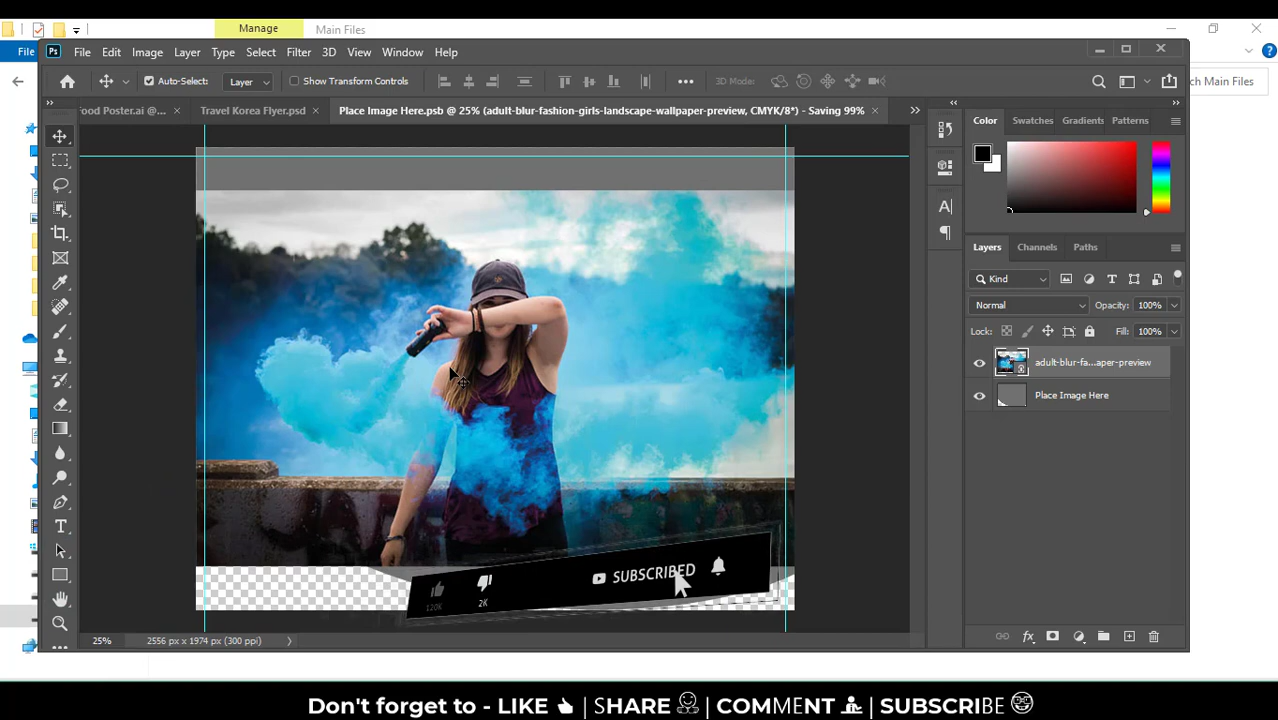 Manage
Main Files
File
File Edit Image Layer Type Select Filter 3D View Window Help
ch Main Files
Auto-Select: Layer Show Transform Controls 3D Mode:
ood Poster.ai @... × Travel Korea Flyer.psd × Place Image Here.psb @ 25% (adult-blur-fashion-girls-landscape-wallpaper-preview, CMYK/8*) - Saving 99% ×
Color Swatches Gradients Patterns
Layers Channels Paths
Kind
Normal Opacity: 100%
Lock: Fill: 100%
adult-blur-fa...aper-preview
Place Image Here
SUBSCRIBED
120K 2K
25% 2556 px x 1974 px (300 ppi)
Don't forget to - LIKE | SHARE | COMMENT | SUBSCRIBE